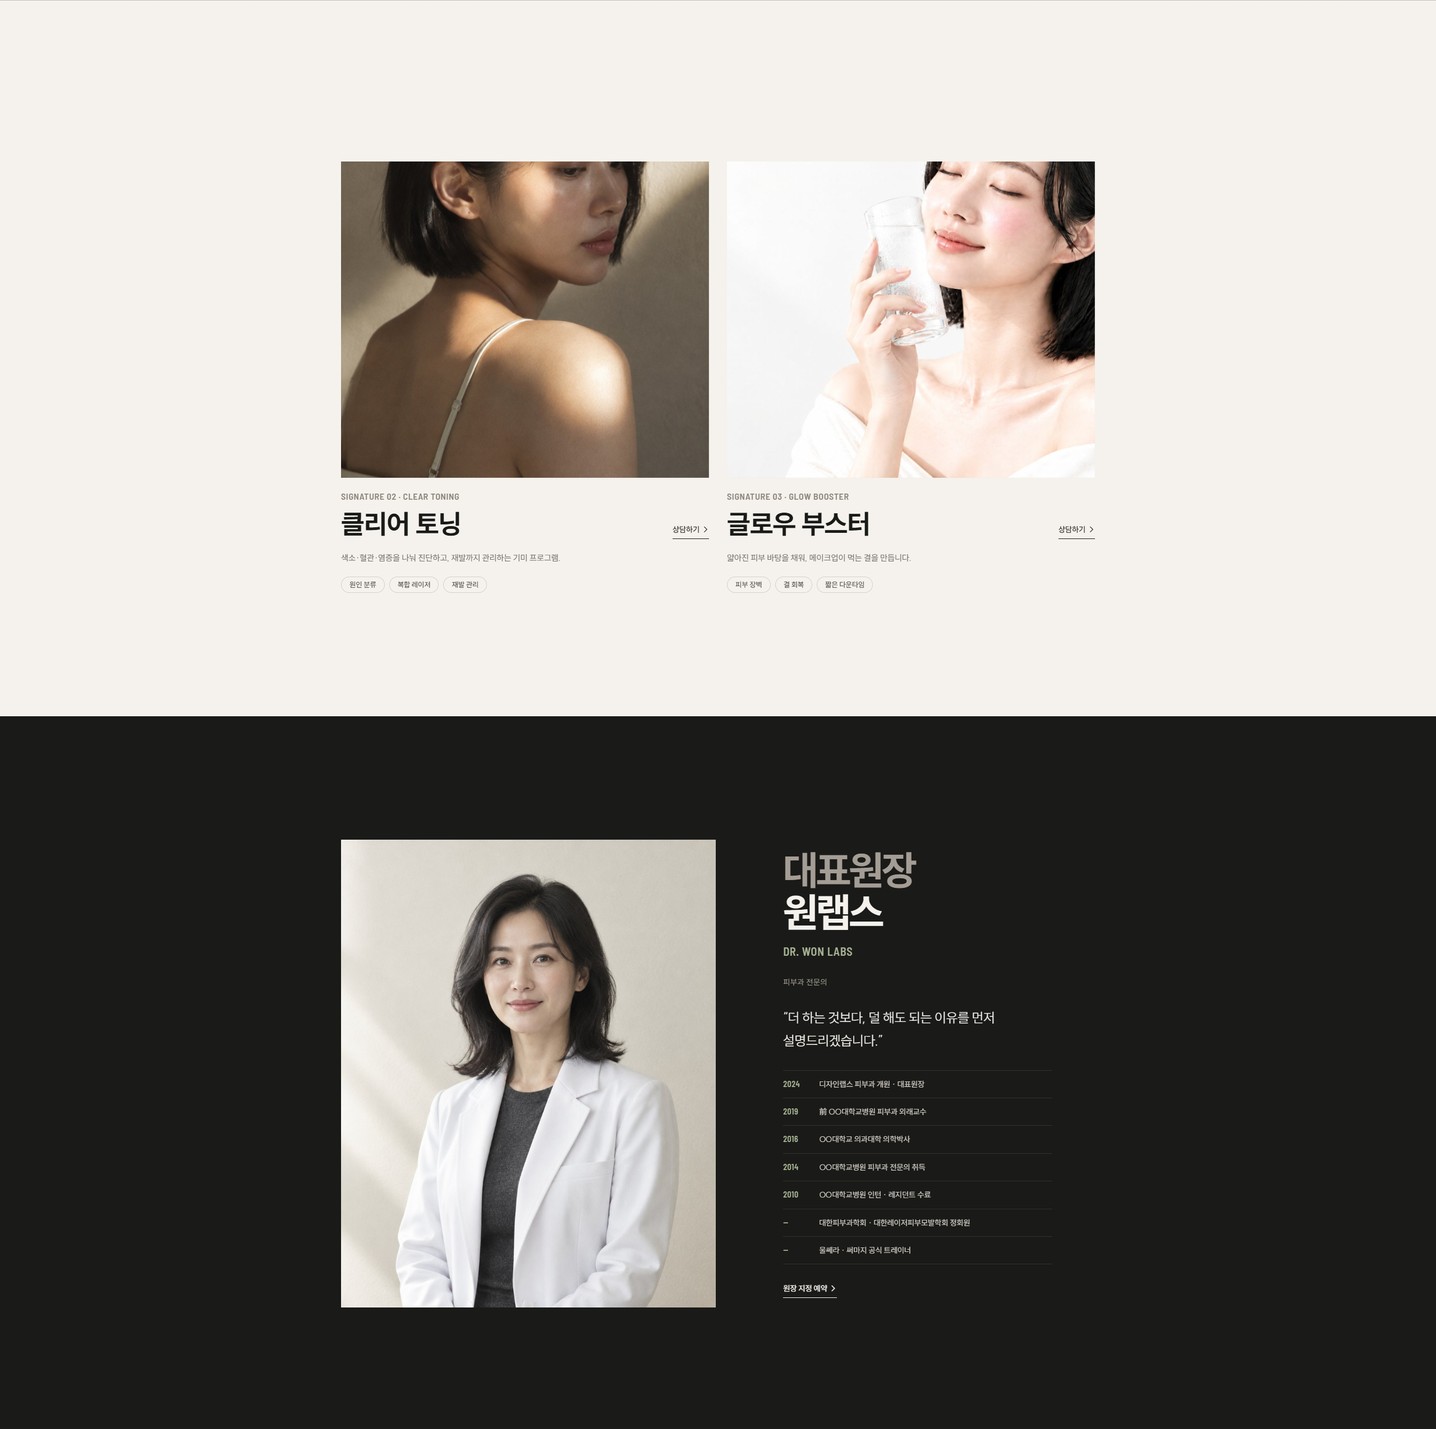 SIGNATURE 02 · CLEAR TONING
클리어 토닝
상담하기
색소·혈관·염증을 나눠 진단하고, 재발까지 관리하는 기미 프로그램.
원인 분류
복합 레이저
재발 관리
SIGNATURE 03 · GLOW BOOSTER
글로우 부스터
상담하기
얇아진 피부 바탕을 채워, 메이크업이 먹는 결을 만듭니다.
피부 장벽
결 회복
짧은 다운타임
대표원장
원랩스
DR. WON LABS
피부과 전문의
“더 하는 것보다, 덜 해도 되는 이유를 먼저
설명드리겠습니다.”
2024 디자인랩스 피부과 개원 · 대표원장
2019 前 OO대학교병원 피부과 외래교수
2016 OO대학교 의과대학 의학박사
2014 OO대학교병원 피부과 전문의 취득
2010 OO대학교병원 인턴 · 레지던트 수료
– 대한피부과학회 · 대한레이저피부모발학회 정회원
– 울쎄라 · 써마지 공식 트레이너
원장 지정 예약